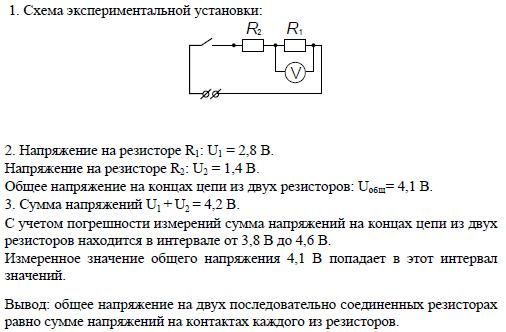 1. Схема экспериментальной установки:
R₂ R₁
V
2. Напряжение на резисторе R₁: U₁ = 2,8 В.
Напряжение на резисторе R₂: U₂ = 1,4 В.
Общее напряжение на концах цепи из двух резисторов: Uобщ= 4,1 В.
3. Сумма напряжений U₁ + U₂ = 4,2 В.
С учетом погрешности измерений сумма напряжений на концах цепи из двух
резисторов находится в интервале от 3,8 В до 4,6 В.
Измеренное значение общего напряжения 4,1 В попадает в этот интервал
значений.
Вывод: общее напряжение на двух последовательно соединенных резисторах
равно сумме напряжений на контактах каждого из резисторов.